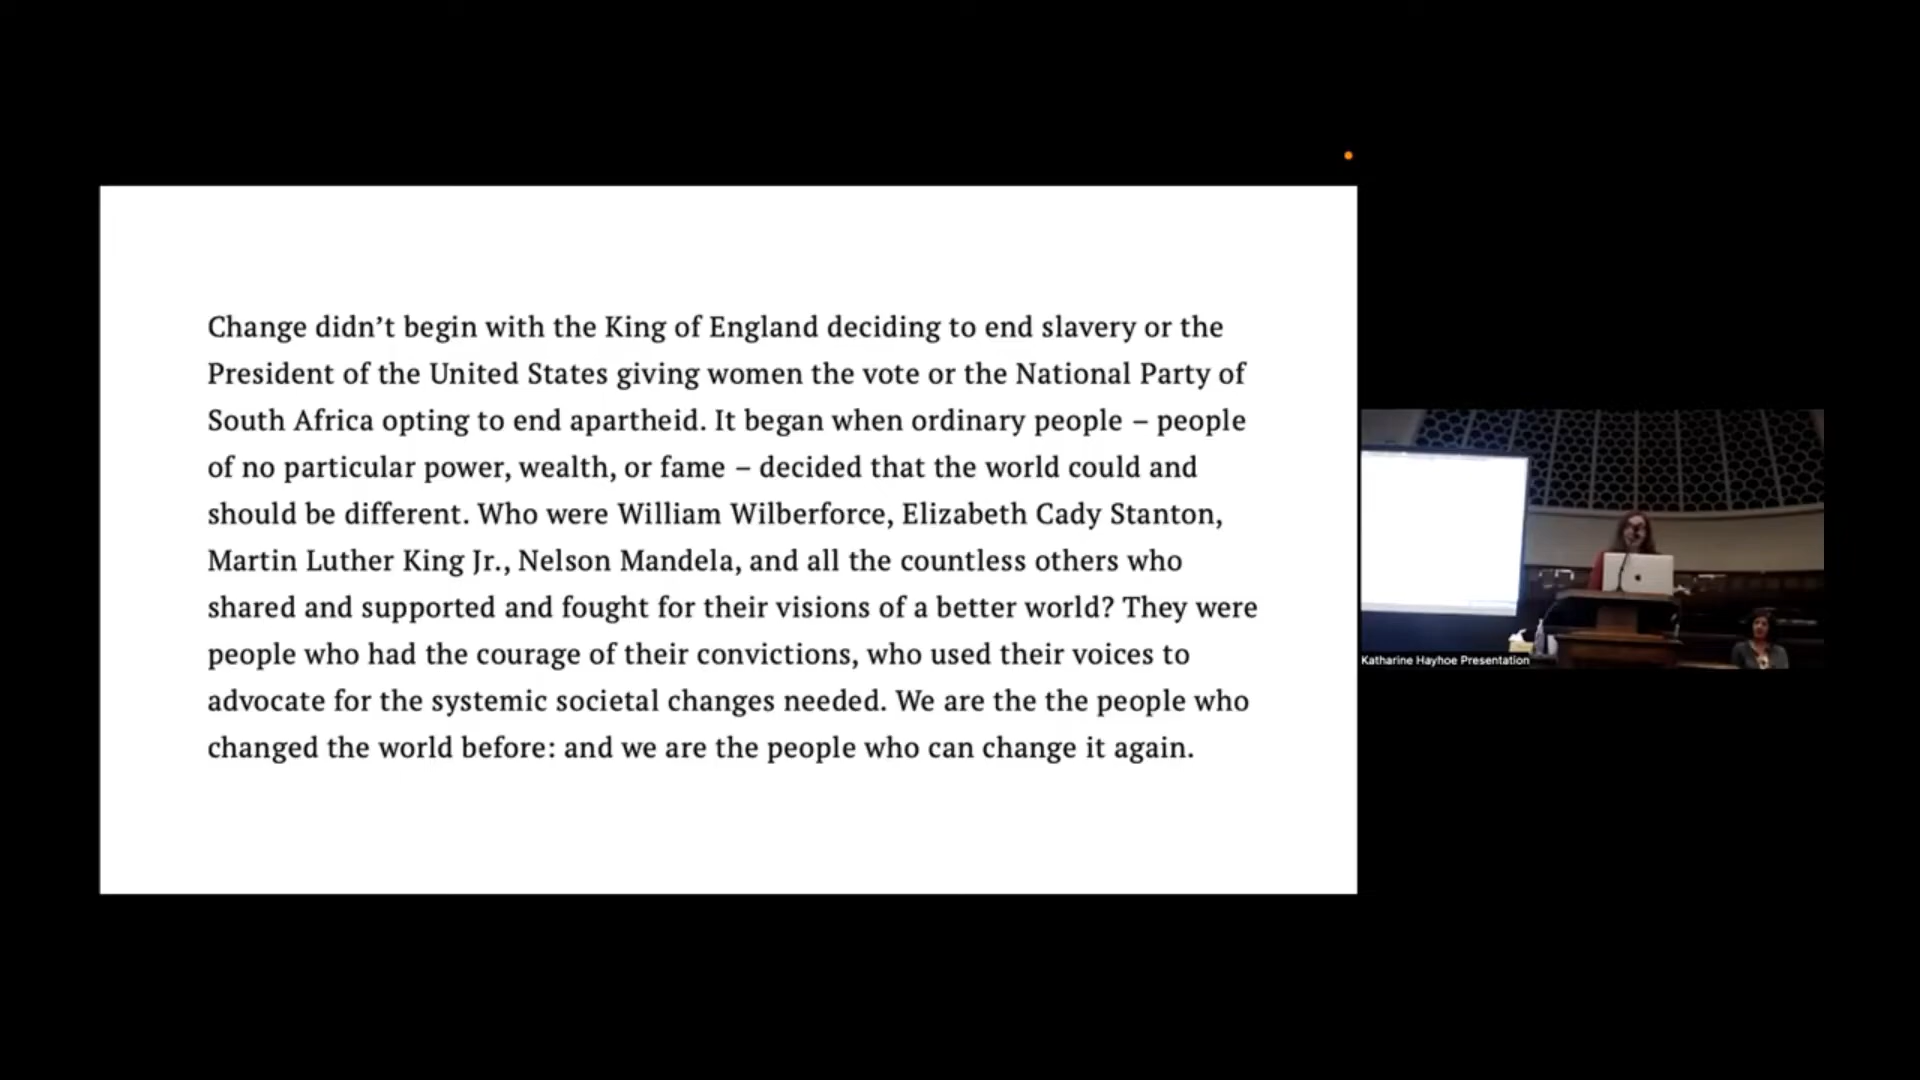 Change didn’t begin with the King of England deciding to end slavery or the
President of the United States giving women the vote or the National Party of
South Africa opting to end apartheid. It began when ordinary people – people
of no particular power, wealth, or fame – decided that the world could and
should be different. Who were William Wilberforce, Elizabeth Cady Stanton,
Martin Luther King Jr., Nelson Mandela, and all the countless others who
shared and supported and fought for their visions of a better world? They were
people who had the courage of their convictions, who used their voices to
advocate for the systemic societal changes needed. We are the the people who
changed the world before: and we are the people who can change it again.
Katharine Hayhoe Presentation